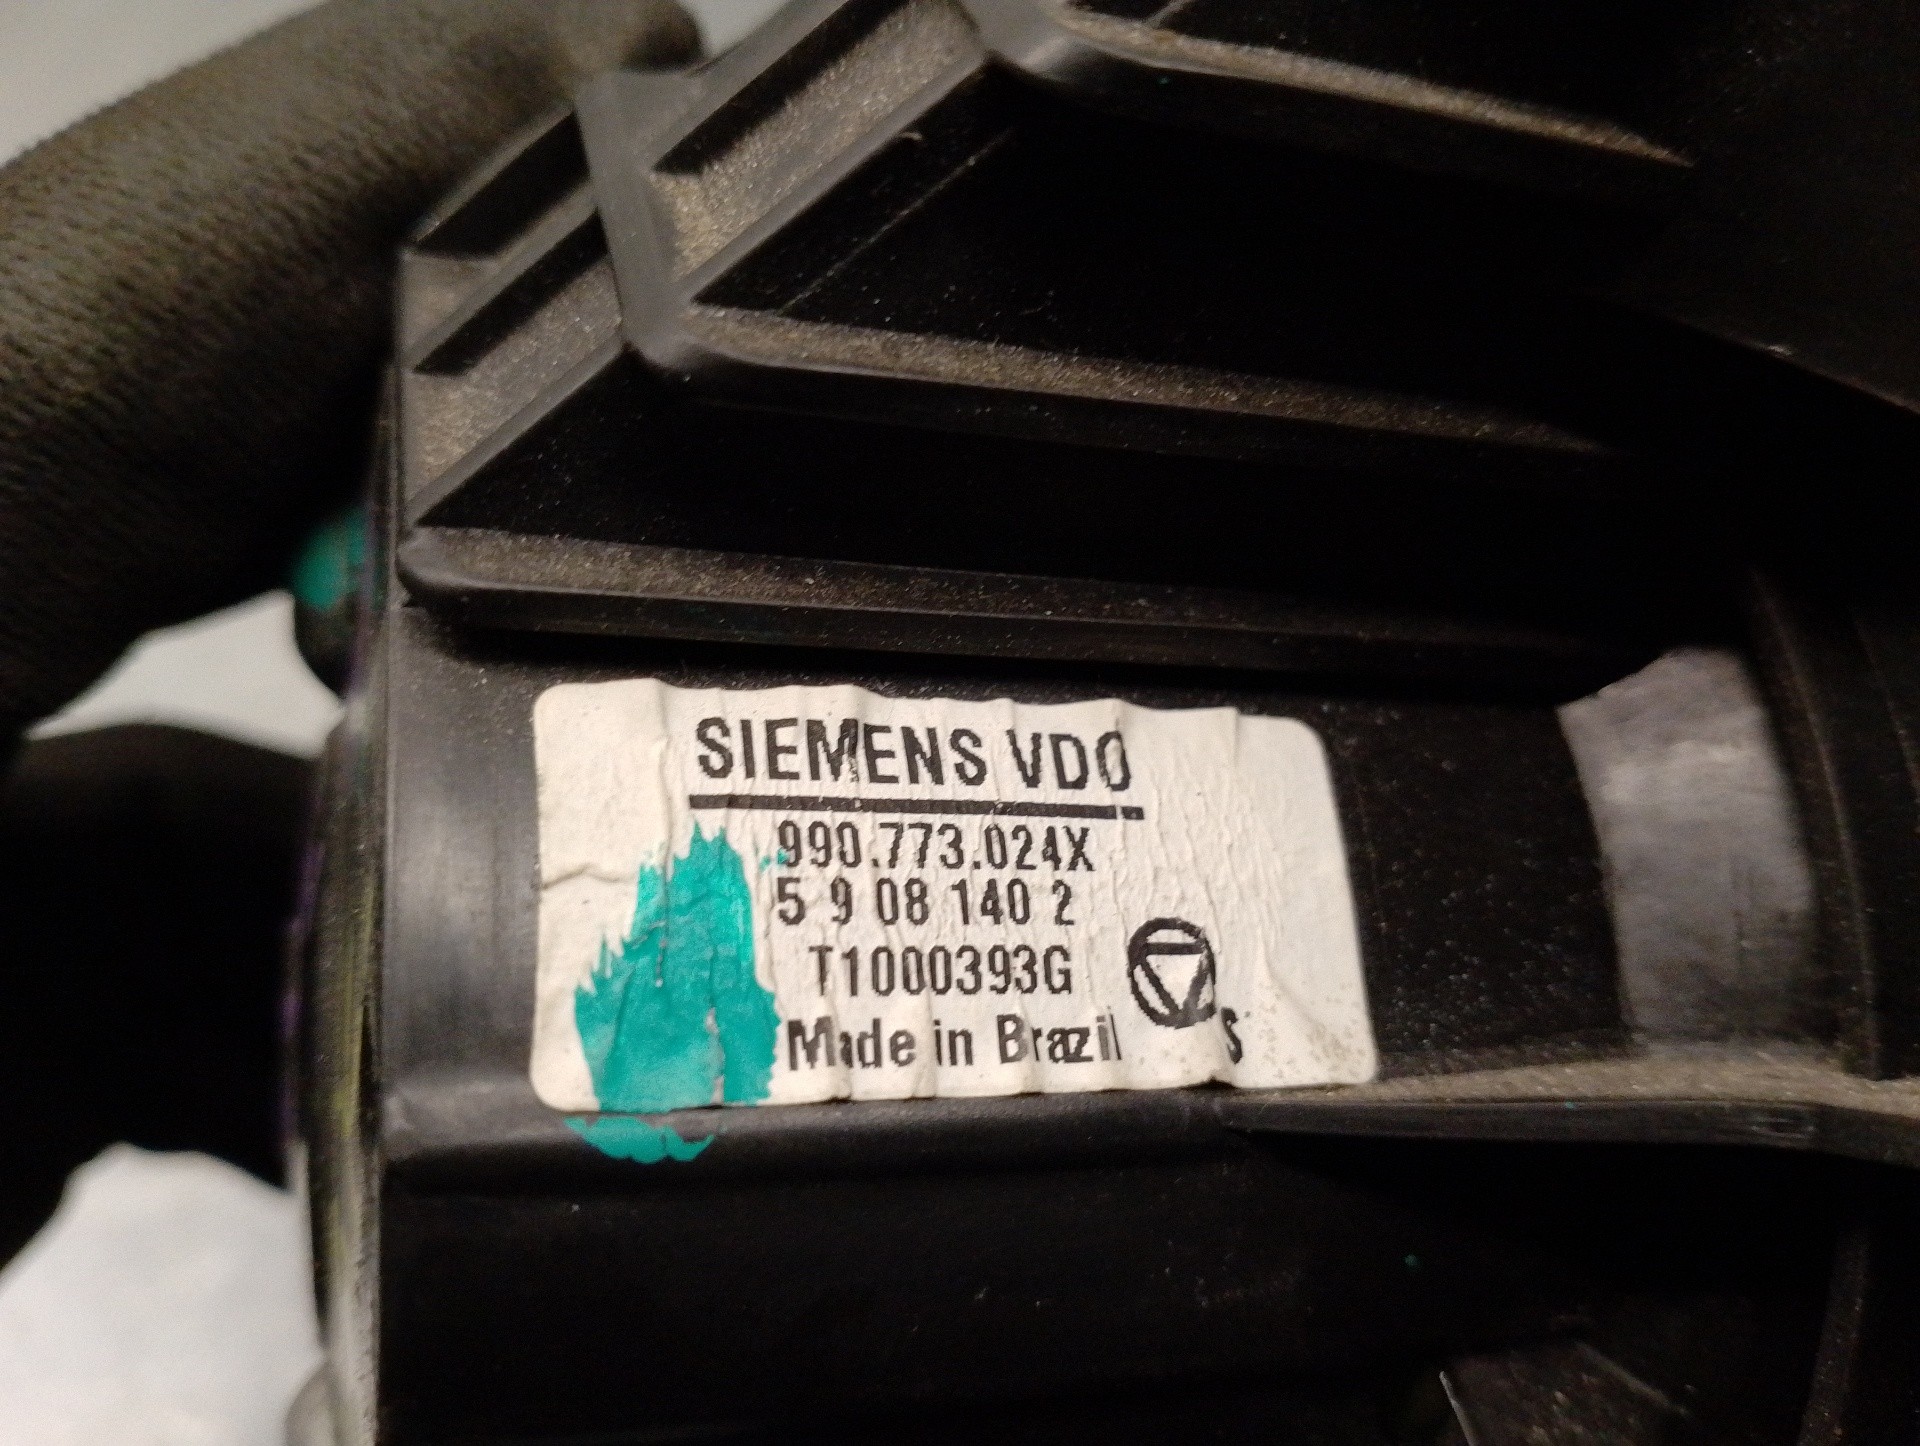 SIEMENS VDO
990.773.024X
5 9 08 140 2
T1000393G
Made in Brazil
S